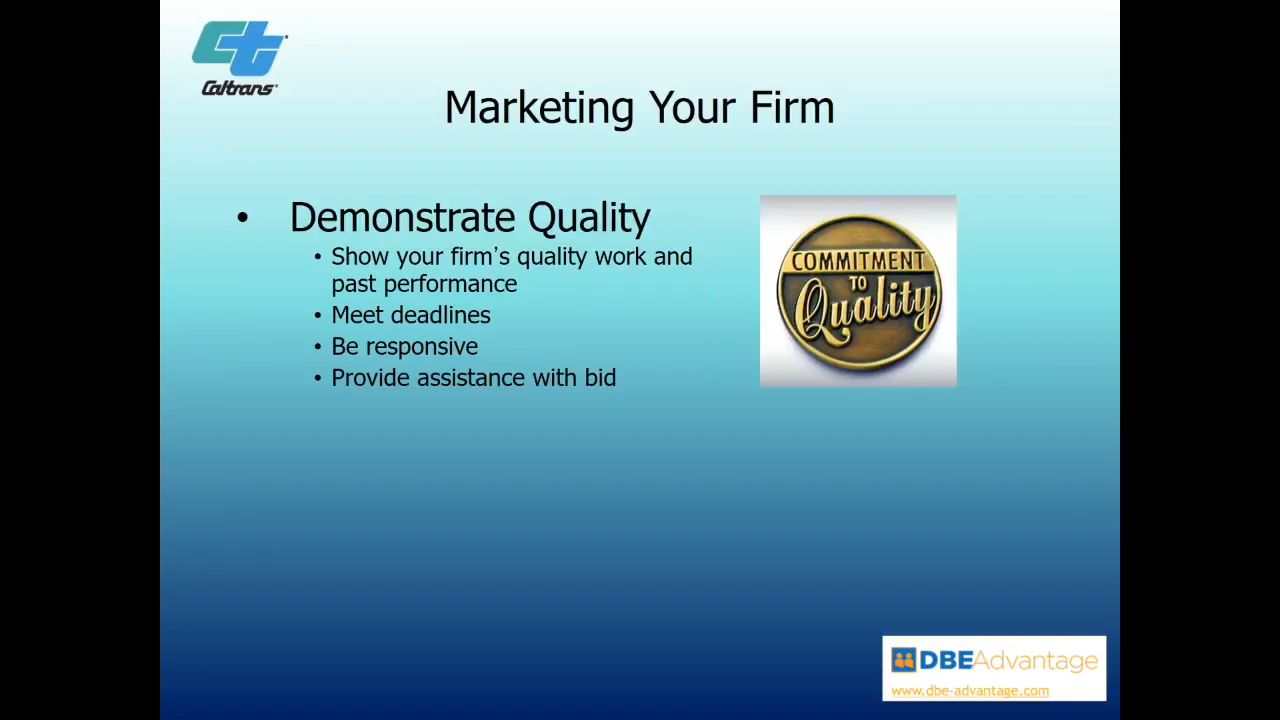 Caltrans
Marketing Your Firm
• Demonstrate Quality
• Show your firm’s quality work and
past performance
• Meet deadlines
• Be responsive
• Provide assistance with bid
COMMITMENT
TO
Quality
DBEAdvantage
www.dbe-advantage.com